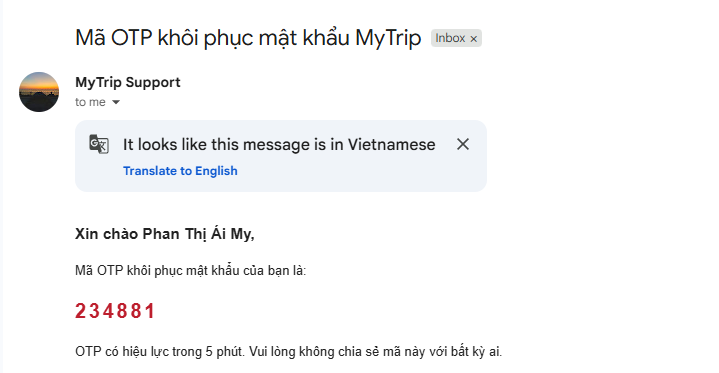 Mã OTP khôi phục mật khẩu MyTrip Inbox ×
MyTrip Support
to me
It looks like this message is in Vietnamese
Translate to English
Xin chào Phan Thị Ái My,
Mã OTP khôi phục mật khẩu của bạn là:
234881
OTP có hiệu lực trong 5 phút. Vui lòng không chia sẻ mã này với bất kỳ ai.